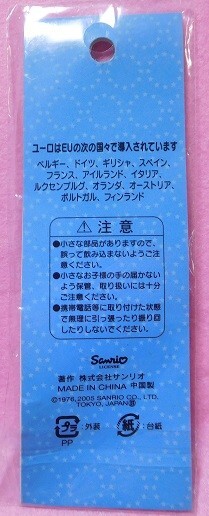 ユーロはEUの次の国々で導入されています
ベルギー、ドイツ、ギリシャ、スペイン、
フランス、アイルランド、イタリア、
ルクセンブルグ、オランダ、オーストリア、
ポルトガル、フィンランド
⚠注意
●小さな部品がありますので、
誤って飲み込まないようご注
意ください。
●小さなお子様の手の届かない
よう保管、取り扱いには十分
ご注意ください。
●携帯電話等に取り付けた状態
で無理に引っ張ったり振り回
したりしないでください。
Sanrio
LICENSE
著作 株式会社サンリオ
MADE IN CHINA 中国製
©1976,2005 SANRIO CO., LTD.
TOKYO, JAPAN
プラ :外装 紙 :台紙
PP